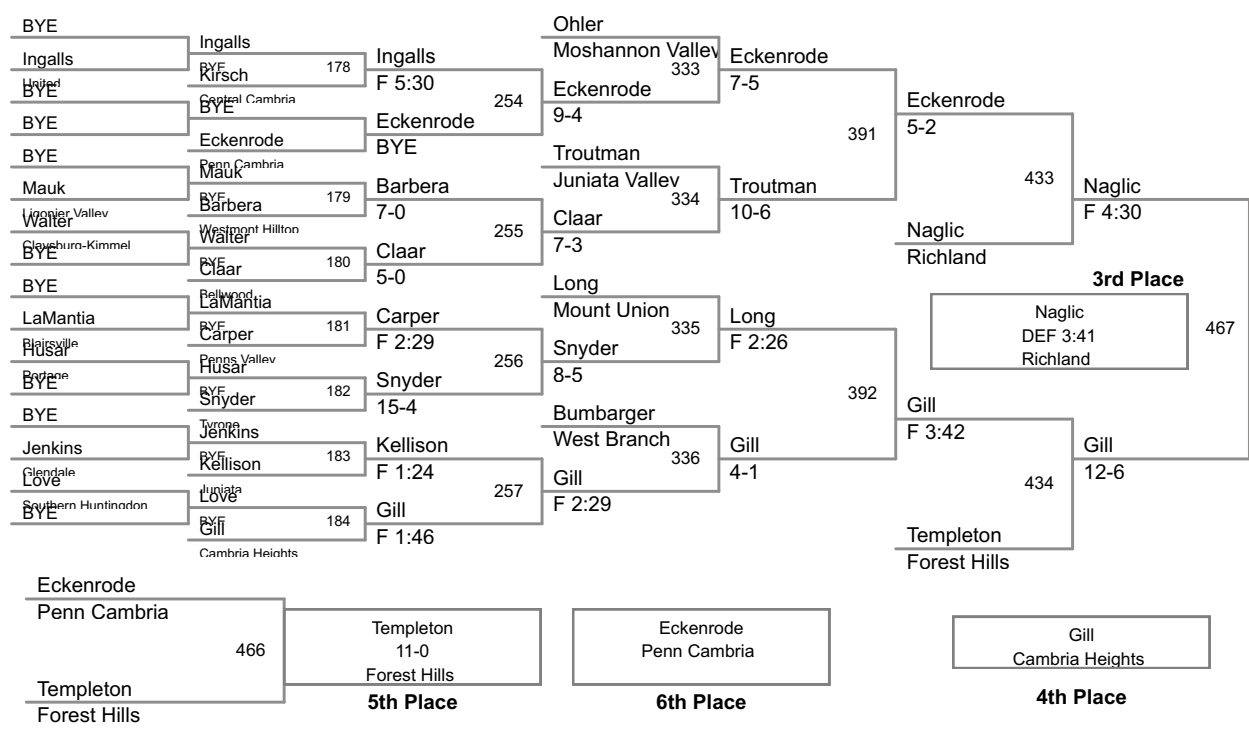 BYE
Ingalls
United
BYE
BYE
BYE
Mauk
Ligonier Valley
Walter
Claysburg-Kimmel
BYE
BYE
LaMantia
Blairsville
Husar
Portage
BYE
BYE
Jenkins
Glendale
Love
Southern Huntingdon
BYE
Ingalls
BYE
178
Kirsch
Central Cambria
BYE
Eckenrode
Penn Cambria
Mauk
BYE
179
Barbera
Westmont Hilltop
Walter
BYE
180
Claar
Bellwood
LaMantia
BYE
181
Carper
Penns Valley
Husar
BYE
182
Snyder
Tyrone
Jenkins
BYE
183
Kellison
Juniata
Love
BYE
184
Gill
Cambria Heights
Ingalls
F 5:30
254
Eckenrode
BYE
Barbera
7-0
255
Claar
5-0
Carper
F 2:29
256
Snyder
15-4
Kellison
F 1:24
257
Gill
F 1:46
Ohler
Moshannon Valley
333
Eckenrode
9-4
Troutman
Juniata Valley
334
Claar
7-3
Long
Mount Union
335
Snyder
8-5
Bumbarger
West Branch
336
Gill
F 2:29
Eckenrode
7-5
391
Troutman
10-6
Long
F 2:26
392
Gill
4-1
Eckenrode
5-2
433
Naglic
Richland
Gill
F 3:42
434
Templeton
Forest Hills
Naglic
F 4:30
467
Gill
12-6
3rd Place
Naglic
DEF 3:41
Richland
Eckenrode
Penn Cambria
466
Templeton
Forest Hills
Templeton
11-0
Forest Hills
5th Place
Eckenrode
Penn Cambria
6th Place
Gill
Cambria Heights
4th Place